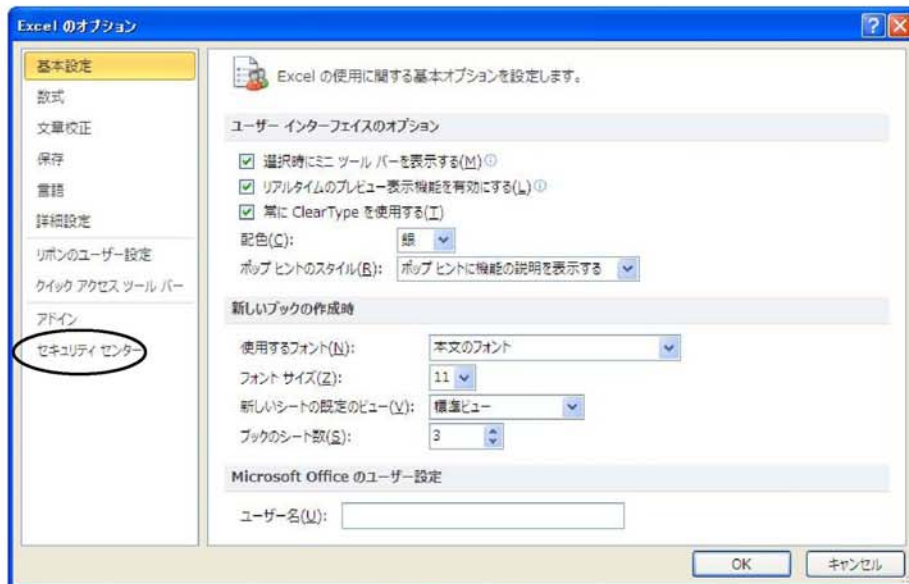 Excel のオプション
基本設定
数式
文章校正
保存
言語
詳細設定
リボンのユーザー設定
クイック アクセス ツール バー
アドイン
セキュリティ センター
Excel の使用に関する基本オプションを設定します。
ユーザー インターフェイスのオプション
選択時にミニ ツール バーを表示する(M)
リアルタイムのプレビュー表示機能を有効にする(L)
常に ClearType を使用する(T)
配色(C): 銀
ポップ ヒントのスタイル(R): ポップ ヒントに機能の説明を表示する
新しいブックの作成時
使用するフォント(N): 本文のフォント
フォント サイズ(Z): 11
新しいシートの既定のビュー(V): 標準ビュー
ブックのシート数(S): 3
Microsoft Office のユーザー設定
ユーザー名(U):
OK キャンセル